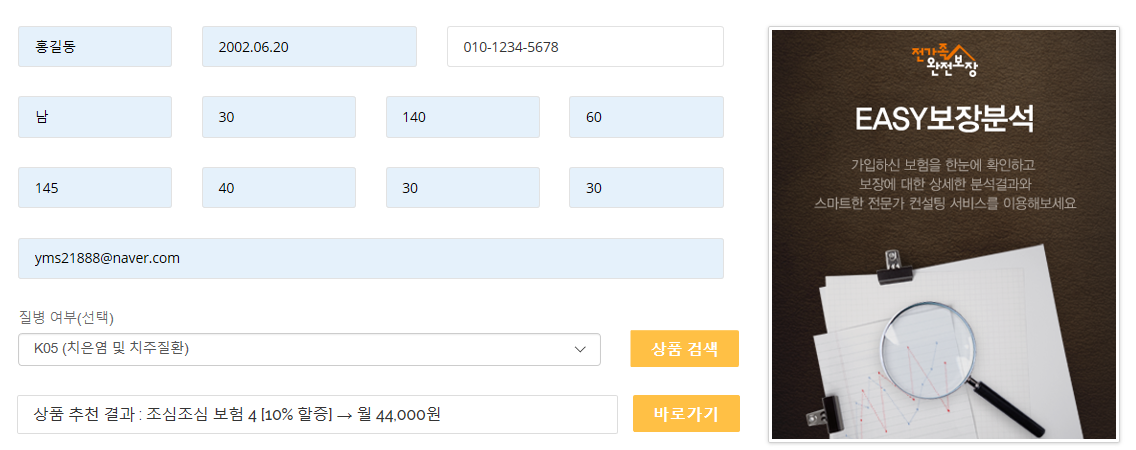 홍길동
2002.06.20
010-1234-5678
남
30
140
60
145
40
30
30
yms21888@naver.com
질병 여부(선택)
K05 (치은염 및 치주질환)
상품 검색
상품 추천 결과 : 조심조심 보험 4 [10% 할증] → 월 44,000원
바로가기
전가족
완전보장
EASY보장분석
가입하신 보험을 한눈에 확인하고
보장에 대한 상세한 분석결과와
스마트한 전문가 컨설팅 서비스를 이용해보세요